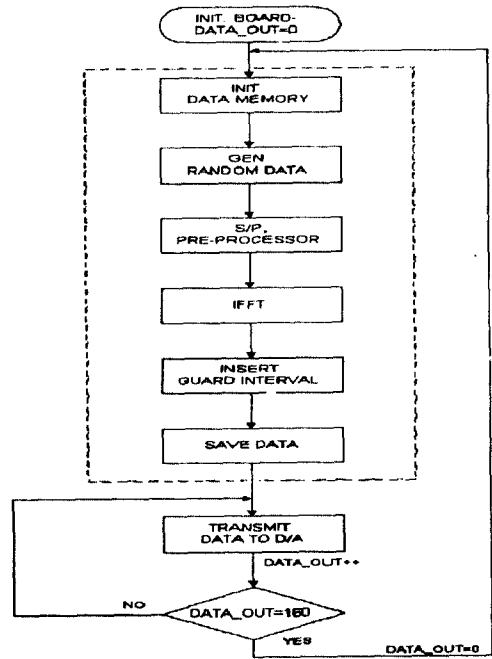 INIT. BOARD-
DATA_OUT=0
INIT
DATA MEMORY
GEN
RANDOM DATA
S/P,
PRE-PROCESSOR
IFFT
INSERT
GUARD INTERVAL
SAVE DATA
TRANSMIT
DATA TO D/A
DATA_OUT++
NO
DATA_OUT=160
YES
DATA_OUT=0